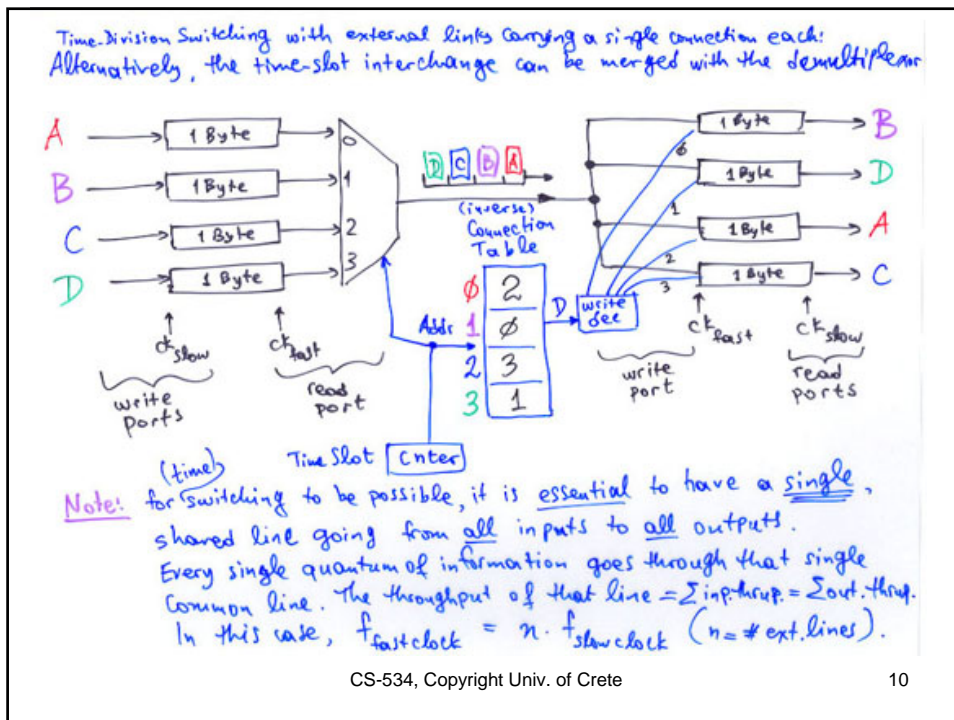 Time-Division Switching with external links carrying a single connection each:
Alternatively, the time-slot interchange can be merged with the demultiplexor
A 1 Byte 0
B 1 Byte 1
C 1 Byte 2
D 1 Byte 3
D C B A
(inverse)
Connection
Table
0 2
1 0
2 3
3 1
Addr
D
write
dec
0
1
2
3
1 Byte B
1 Byte D
1 Byte A
1 Byte C
ck slow
ck fast
write
ports
read
port
write
port
ck fast
ck slow
read
ports
Time Slot Cnter
(time)
Note: for switching to be possible, it is essential to have a single,
shared line going from all inputs to all outputs.
Every single quantum of information goes through that single
common line. The throughput of that line = Σinp.thrup. = Σout.thrup.
In this case, f fast clock = n · f slow clock (n = # ext. lines).
CS-534, Copyright Univ. of Crete 10